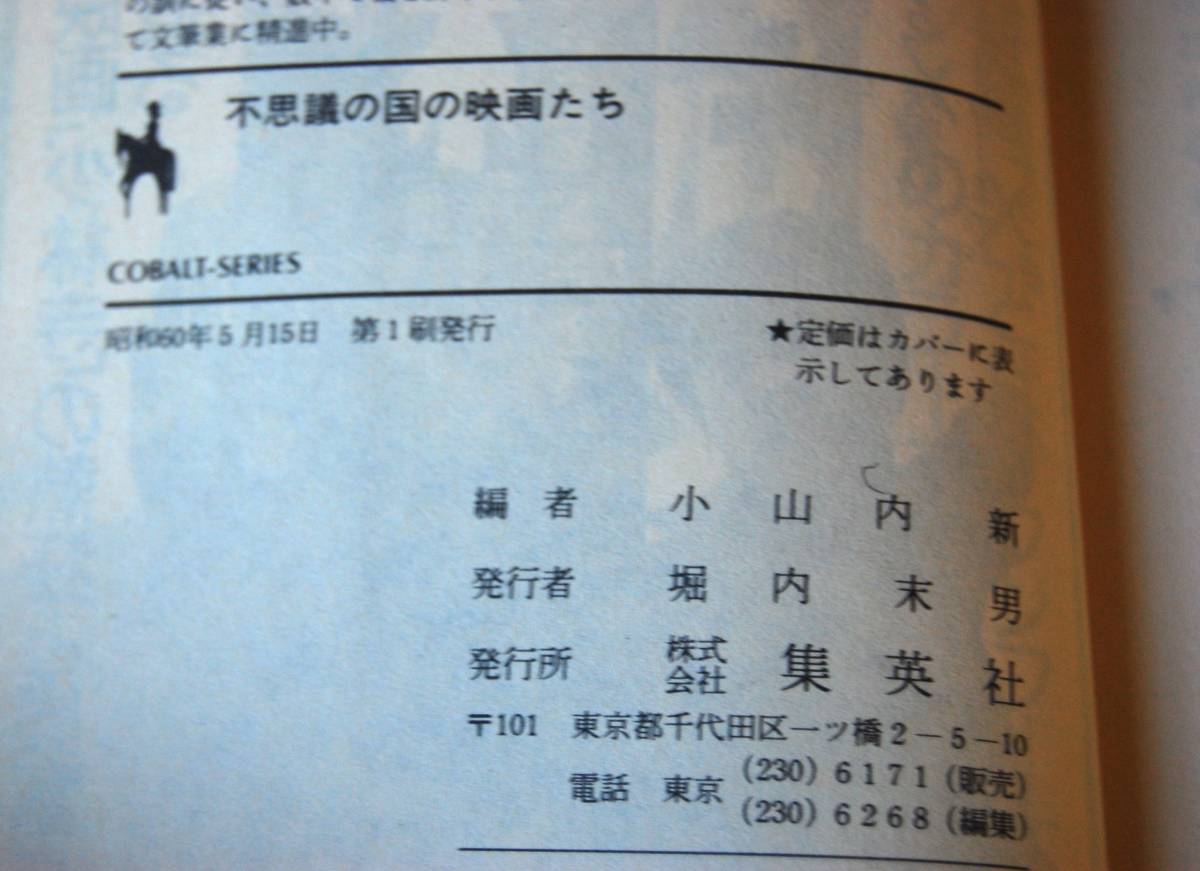 て文筆業に精進中。
不思議の国の映画たち
COBALT-SERIES
昭和60年5月15日 第1刷発行
★定価はカバーに表
示してあります
編者 小山内新
発行者 堀内末男
発行所 株式会社 集英社
〒101 東京都千代田区一ツ橋2-5-10
電話 東京 (230) 6171 (販売)
(230) 6268 (編集)